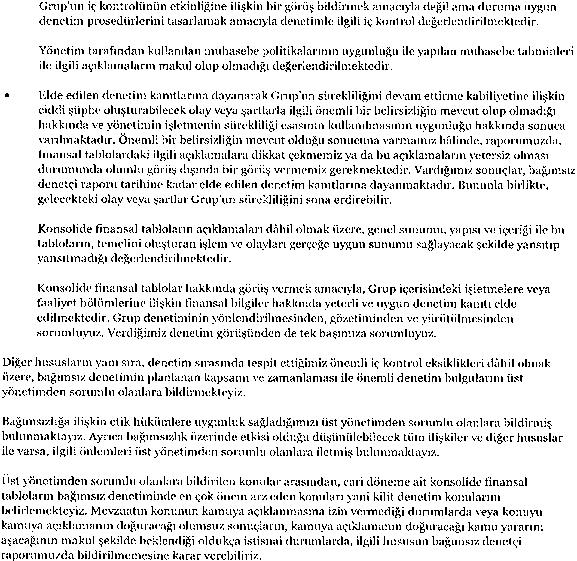 Grup'un iç kontrolünün etkinliğine ilişkin bir görüş bildirmek amacıyla değil ama duruma uygun
denetim prosedürlerini tasarlamak amacıyla denetimle ilgili iç kontrol değerlendirilmektedir.
Yönetim tarafından kullanılan muhasebe politikalarının uygunluğu ile yapılan muhasebe tahminleri
ile ilgili açıklamaların makul olup olmadığı değerlendirilmektedir.
• Elde edilen denetim kanıtlarına dayanarak Grup'un sürekliliğini devam ettirme kabiliyetine ilişkin
ciddi şüphe oluşturabilecek olay veya şartlarla ilgili önemli bir belirsizliğin mevcut olup olmadığı
hakkında ve yönetimin işletmenin sürekliliği esasının kullanılmasının uygunluğu hakkında sonuca
varılmaktadır. Önemli bir belirsizliğin mevcut olduğu sonucuna varmamız hâlinde, raporumuzda,
finansal tablolardaki ilgili açıklamalara dikkat çekmemiz ya da bu açıklamaların yetersiz olması
durumunda olumlu görüş dışında bir görüş vermemiz gerekmektedir. Vardığımız sonuçlar, bağımsız
denetçi raporu tarihine kadar elde edilen denetim kanıtlarına dayanmaktadır. Bununla birlikte,
gelecekteki olay veya şartlar Grup'un sürekliliğini sona erdirebilir.
Konsolide finansal tabloların açıklamaları dâhil olmak üzere, genel sunumu, yapısı ve içeriği ile bu
tabloların, temelini oluşturan işlem ve olayları gerçeğe uygun sunumu sağlayacak şekilde yansıtıp
yansıtmadığı değerlendirilmektedir.
Konsolide finansal tablolar hakkında görüş vermek amacıyla, Grup içerisindeki işletmelere veya
faaliyet bölümlerine ilişkin finansal bilgiler hakkında yeterli ve uygun denetim kanıtı elde
edilmektedir. Grup denetiminin yönlendirilmesinden, gözetiminden ve yürütülmesinden
sorumluyuz. Verdiğimiz denetim görüşünden de tek başımıza sorumluyuz.
Diğer hususların yanı sıra, denetim sırasında tespit ettiğimiz önemli iç kontrol eksiklikleri dâhil olmak
üzere, bağımsız denetimin planlanan kapsamı ve zamanlaması ile önemli denetim bulgularını üst
yönetimden sorumlu olanlara bildirmekteyiz.
Bağımsızlığa ilişkin etik hükümlere uygunluk sağladığımızı üst yönetimden sorumlu olanlara bildirmiş
bulunmaktayız. Ayrıca bağımsızlık üzerinde etkisi olduğu düşünülebilecek tüm ilişkiler ve diğer hususlar
ile varsa, ilgili önlemleri üst yönetimden sorumlu olanlara iletmiş bulunmaktayız.
Üst yönetimden sorumlu olanlara bildirilen konular arasından, cari döneme ait konsolide finansal
tabloların bağımsız denetiminde en çok önem arz eden konuları yani kilit denetim konularını
belirlemekteyiz. Mevzuatın konunun kamuya açıklanmasına izin vermediği durumlarda veya konuyu
kamuya açıklamanın doğuracağı olumsuz sonuçların, kamuya açıklamanın doğuracağı kamu yararını
aşacağının makul şekilde beklendiği oldukça istisnai durumlarda, ilgili hususun bağımsız denetçi
raporumuzda bildirilmemesine karar verebiliriz.